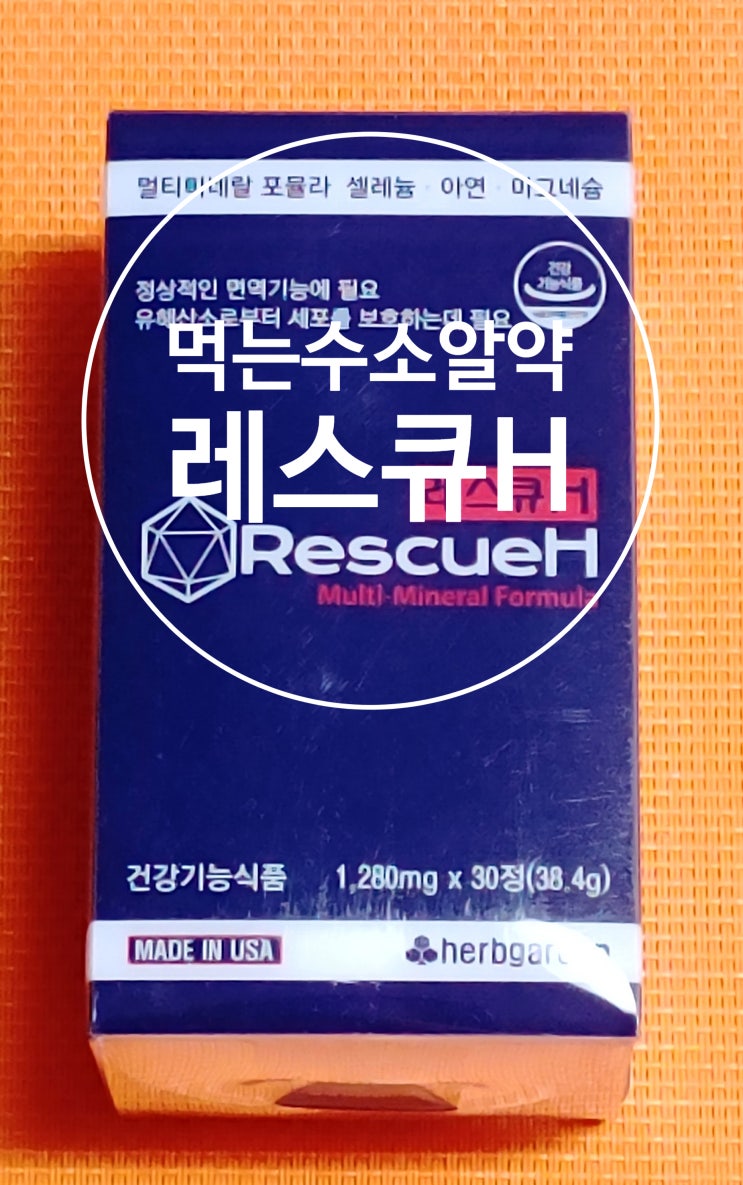 멀티미네랄 포뮬라 셀레늄 · 아연 · 마그네슘
건강
기능식품
정상적인 면역기능에 필요
유해산소로부터 세포를 보호하는데 필요
먹는수소알약
레스큐H
레스큐H
RescueH
Multi-Mineral Formula
건강기능식품 1,280mg x 30정(38.4g)
MADE IN USA
herbgarden